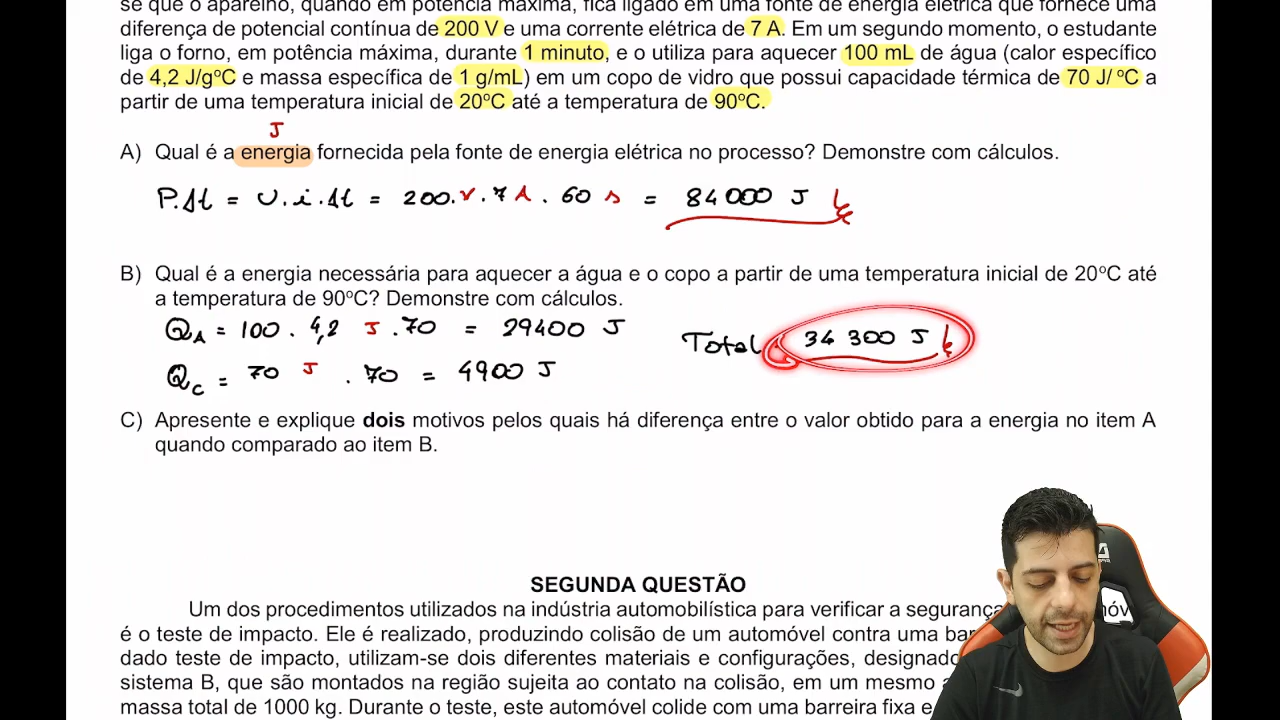 se que o aparelho, quando em potência máxima, fica ligado em uma fonte de energia elétrica que fornece uma
diferença de potencial contínua de 200 V e uma corrente elétrica de 7 A. Em um segundo momento, o estudante
liga o forno, em potência máxima, durante 1 minuto, e o utiliza para aquecer 100 mL de água (calor específico
de 4,2 J/gºC e massa específica de 1 g/mL) em um copo de vidro que possui capacidade térmica de 70 J/ ºC a
partir de uma temperatura inicial de 20ºC até a temperatura de 90ºC.
J
A) Qual é a energia fornecida pela fonte de energia elétrica no processo? Demonstre com cálculos.
P.Δt = U.i.Δt = 200.V.7A.60 s = 84000 J
B) Qual é a energia necessária para aquecer a água e o copo a partir de uma temperatura inicial de 20ºC até
a temperatura de 90ºC? Demonstre com cálculos.
QA = 100 . 4,2 J .70 = 29400 J
Total 34 300 J
QC = 70 J . 70 = 4900 J
C) Apresente e explique dois motivos pelos quais há diferença entre o valor obtido para a energia no item A
quando comparado ao item B.
SEGUNDA QUESTÃO
Um dos procedimentos utilizados na indústria automobilística para verificar a segurança
é o teste de impacto. Ele é realizado, produzindo colisão de um automóvel contra uma
dado teste de impacto, utilizam-se dois diferentes materiais e configurações,
sistema B, que são montados na região sujeita ao contato na colisão, em um mesmo
massa total de 1000 kg. Durante o teste, este automóvel colide com uma barreira fixa e